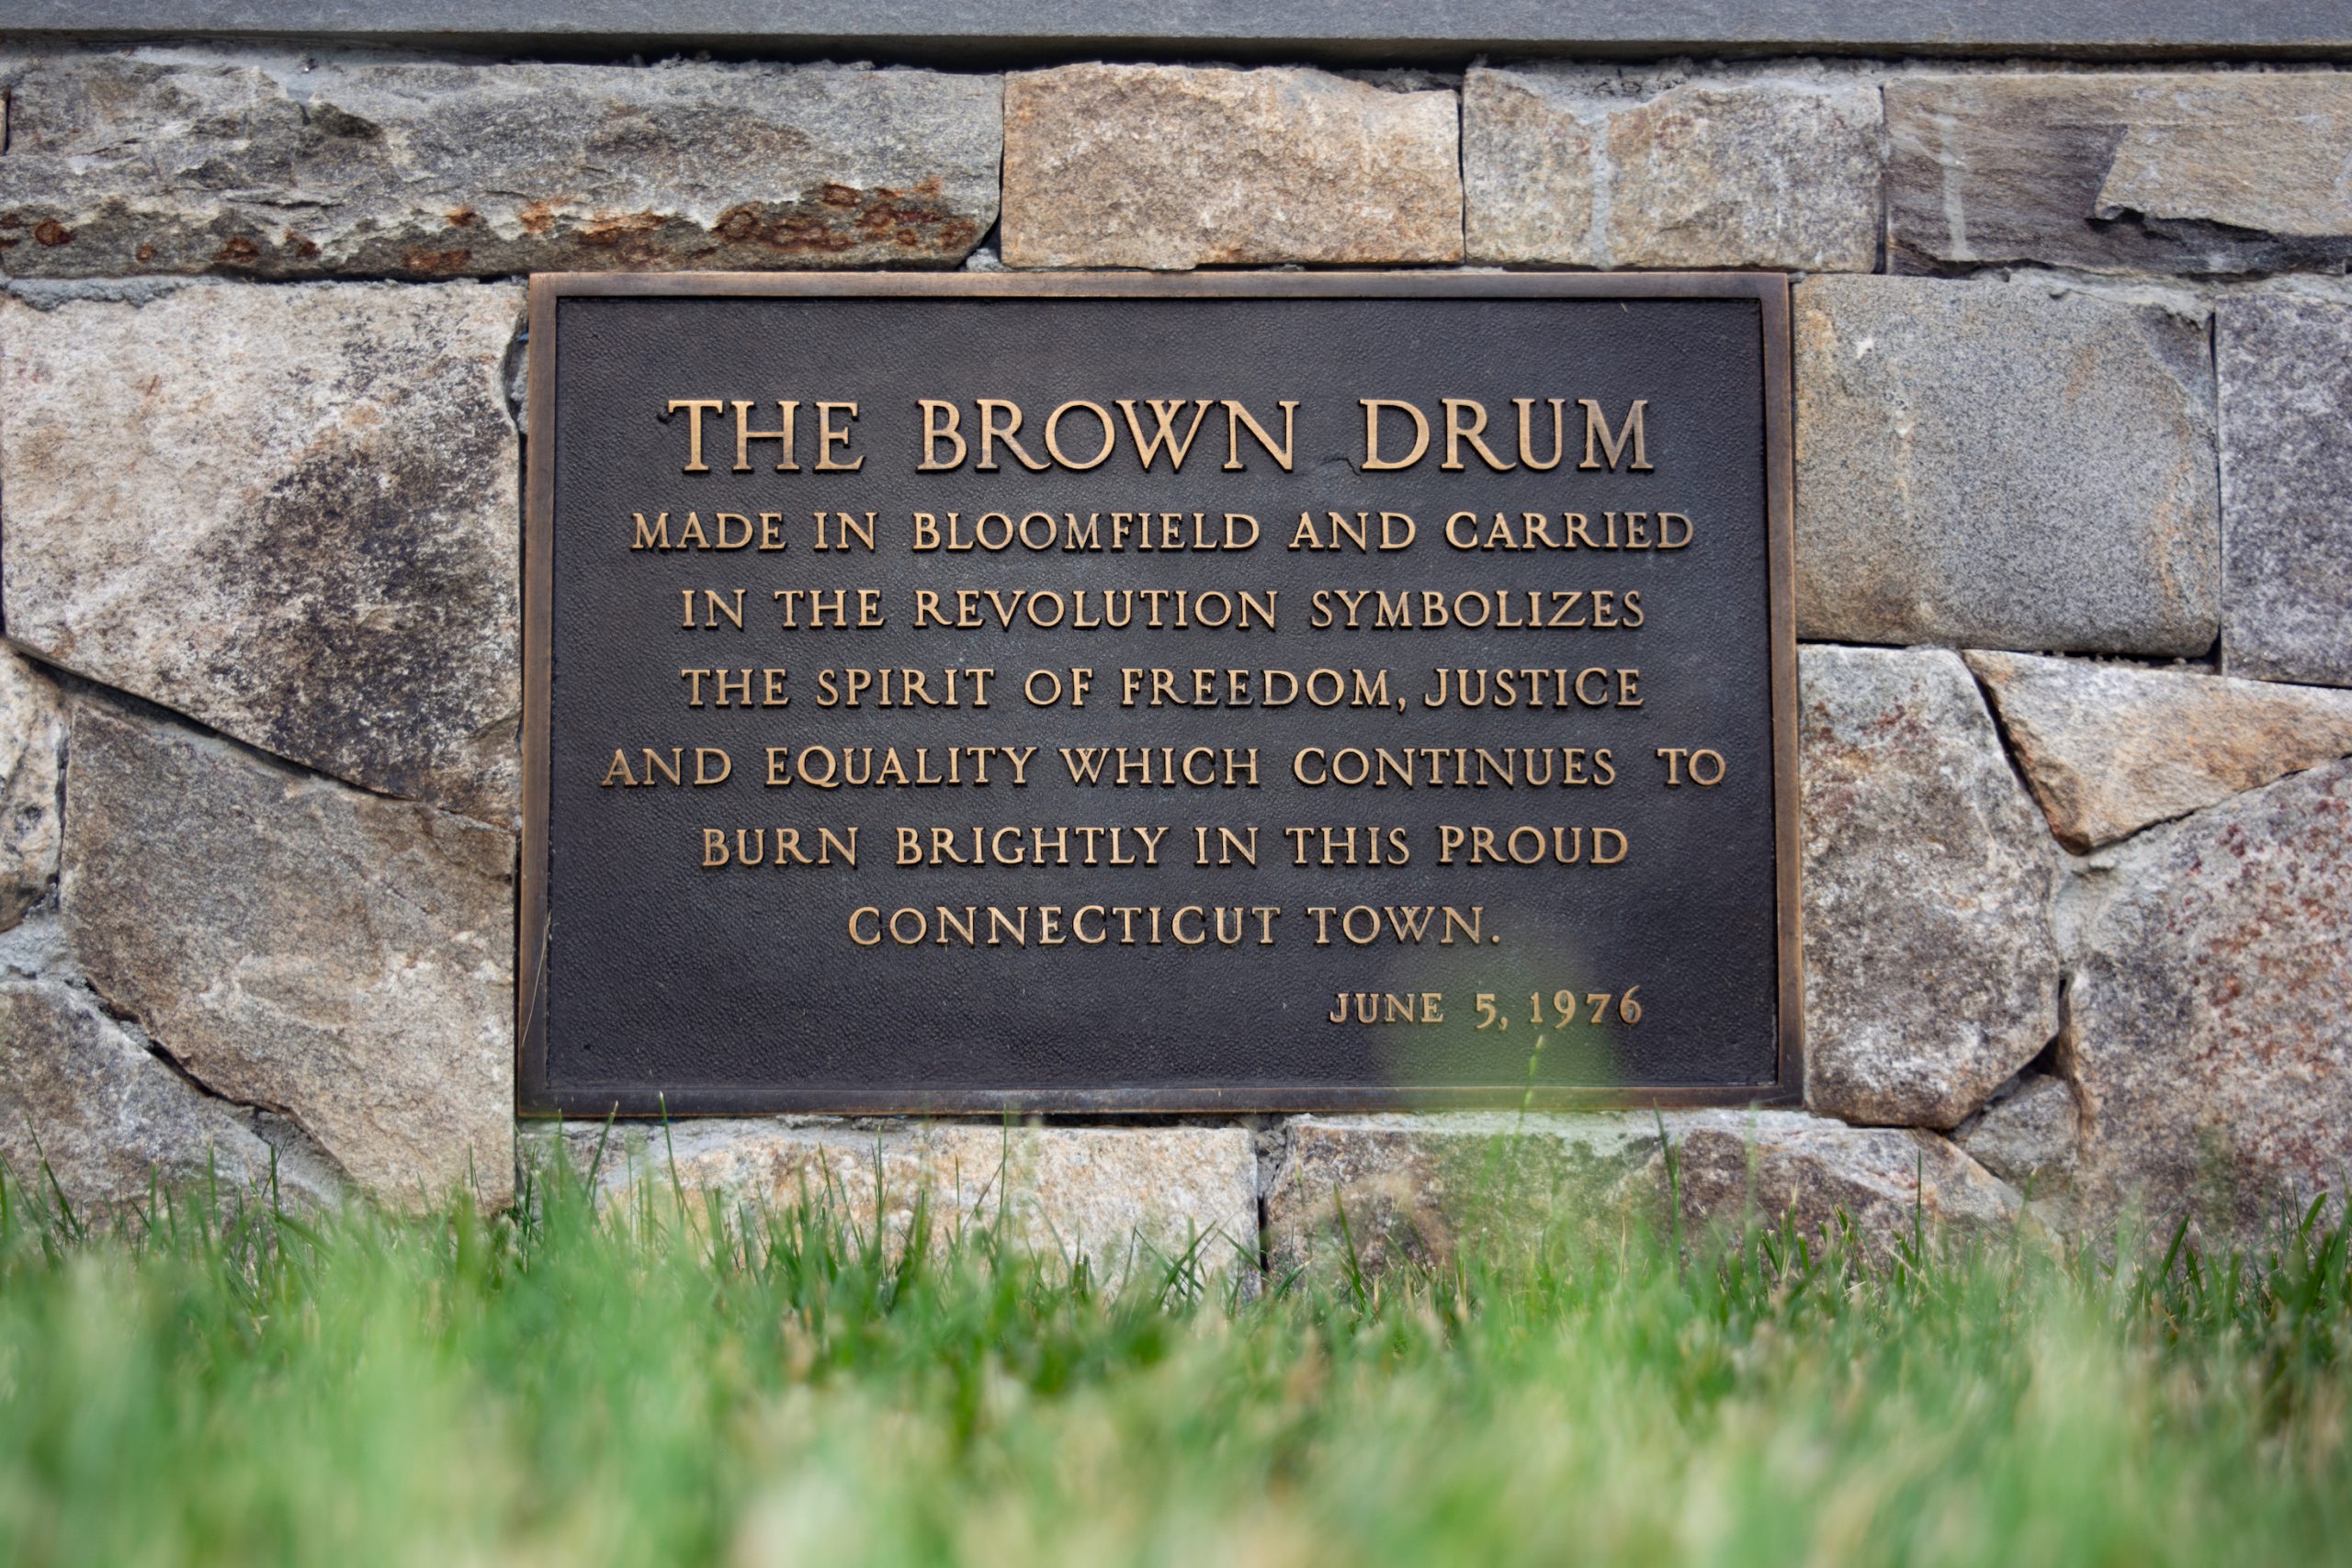 THE BROWN DRUM
MADE IN BLOOMFIELD AND CARRIED
IN THE REVOLUTION SYMBOLIZES
THE SPIRIT OF FREEDOM, JUSTICE
AND EQUALITY WHICH CONTINUES TO
BURN BRIGHTLY IN THIS PROUD
CONNECTICUT TOWN.
JUNE 5, 1976